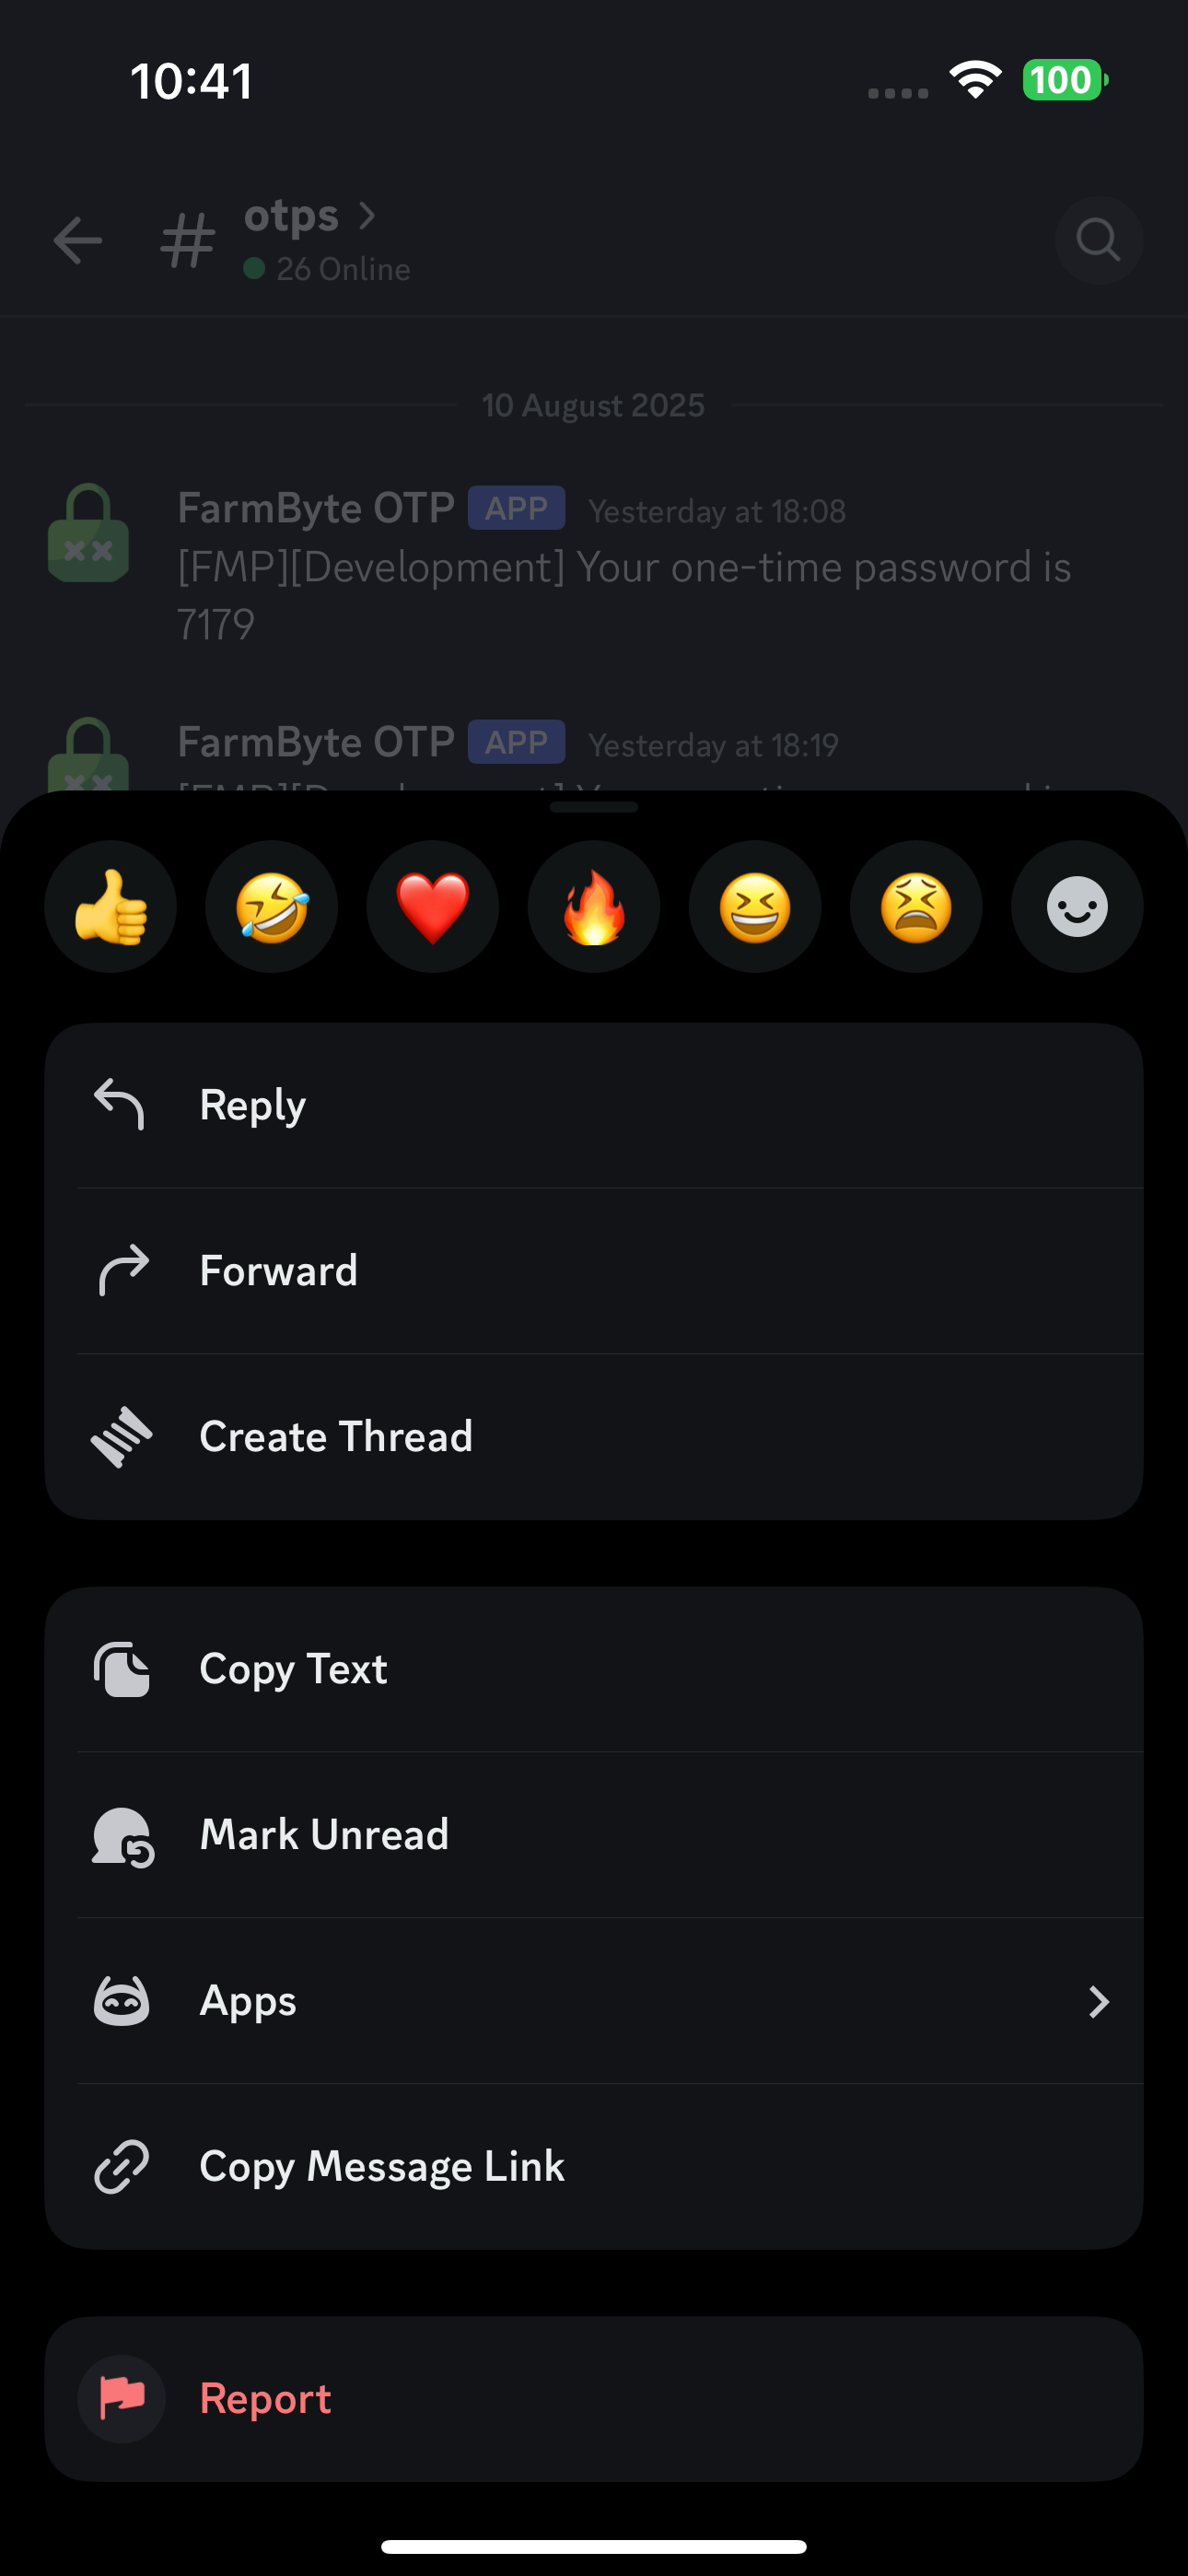 10:41
100
otps
26 Online
10 August 2025
FarmByte OTP APP Yesterday at 18:08
[FMP][Development] Your one-time password is
7179
FarmByte OTP APP Yesterday at 18:19
Reply
Forward
Create Thread
Copy Text
Mark Unread
Apps
Copy Message Link
Report